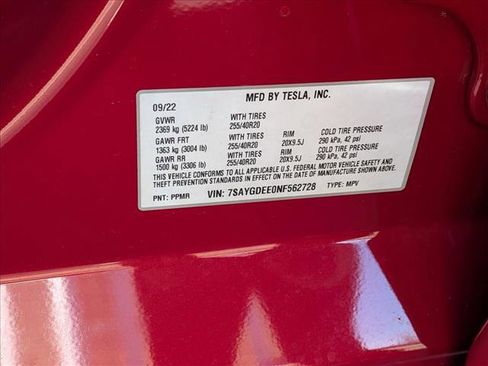 MFD BY TESLA, INC.
09/22
GVWR WITH TIRES
2369 kg (5224 lb) 255/40R20
GAWR FRT WITH TIRES RIM COLD TIRE PRESSURE
1363 kg (3004 lb) 255/40R20 20X9.5J 290 kPa, 42 psi
GAWR RR WITH TIRES RIM COLD TIRE PRESSURE
1500 kg (3306 lb) 255/40R20 20X9.5J 290 kPa, 42 psi
THIS VEHICLE CONFORMS TO ALL APPLICABLE U.S. FEDERAL MOTOR VEHICLE SAFETY AND
THEFT PREVENTION STANDARDS IN EFFECT ON THE DATE OF MANUFACTURE SHOWN ABOVE.
PNT: PPMR VIN: 7SAYGDEE0NF562728 TYPE: MPV